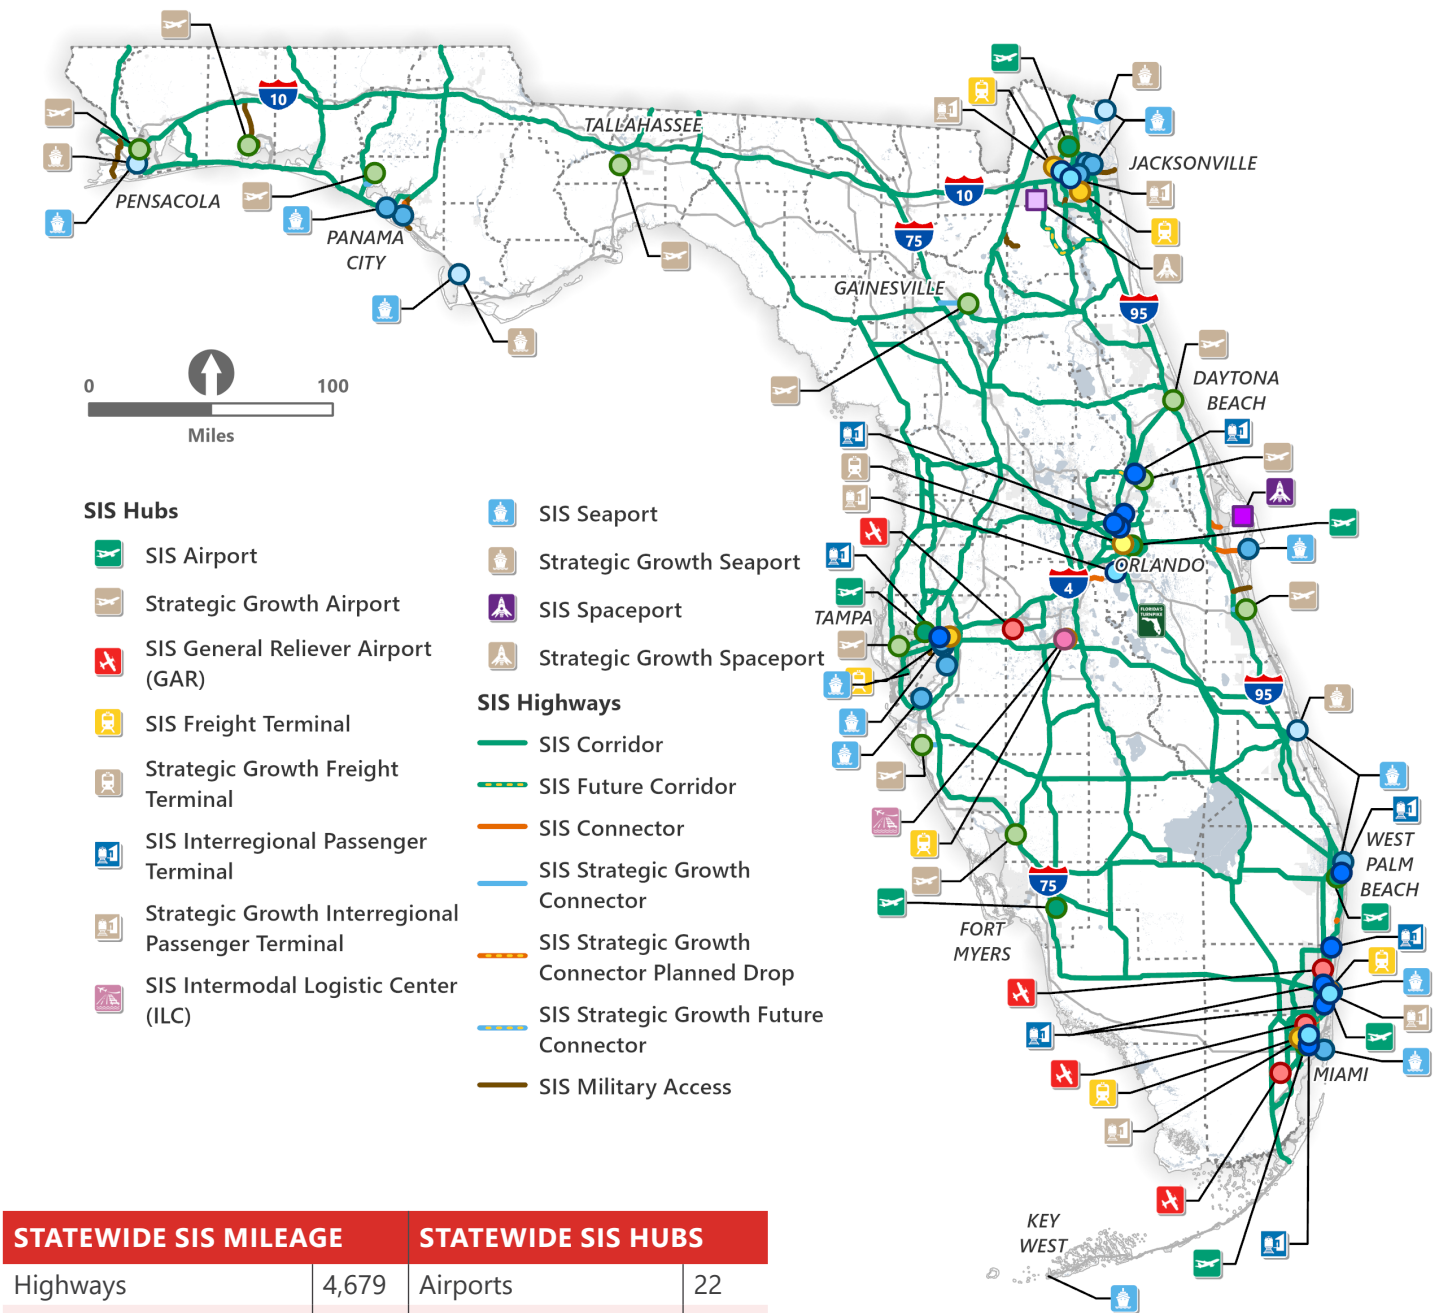 10
TALLAHASSEE
JACKSONVILLE
10
PENSACOLA
75
PANAMA
CITY
GAINESVILLE
95
0 100
Miles
DAYTONA
BEACH
SIS Hubs
SIS Airport
Strategic Growth Airport
SIS General Reliever Airport
(GAR)
SIS Freight Terminal
Strategic Growth Freight
Terminal
SIS Interregional Passenger
Terminal
Strategic Growth Interregional
Passenger Terminal
SIS Intermodal Logistic Center
(ILC)
SIS Seaport
Strategic Growth Seaport
SIS Spaceport
Strategic Growth Spaceport
SIS Highways
SIS Corridor
SIS Future Corridor
SIS Connector
SIS Strategic Growth
Connector
SIS Strategic Growth
Connector Planned Drop
SIS Strategic Growth Future
Connector
SIS Military Access
ORLANDO
4
FLORIDA'S
TURNPIKE
TAMPA
95
WEST
PALM
BEACH
75
FORT
MYERS
MIAMI
KEY
WEST
STATEWIDE SIS MILEAGE STATEWIDE SIS HUBS
Highways 4,679 Airports 22